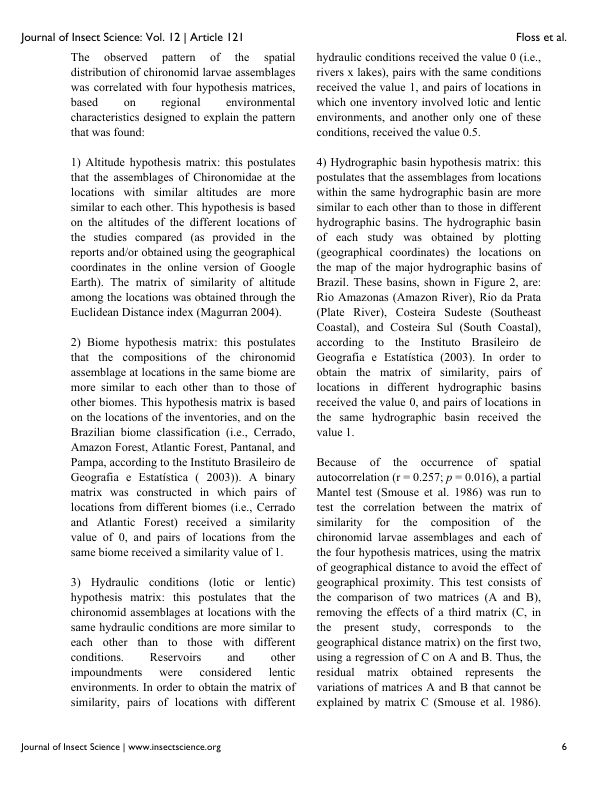 Journal of Insect Science: Vol. 12 | Article 121
Floss et al.
The observed pattern of the spatial
distribution of chironomid larvae assemblages
was correlated with four hypothesis matrices,
based on regional environmental
characteristics designed to explain the pattern
that was found:
1) Altitude hypothesis matrix: this postulates
that the assemblages of Chironomidae at the
locations with similar altitudes are more
similar to each other. This hypothesis is based
on the altitudes of the different locations of
the studies compared (as provided in the
reports and/or obtained using the geographical
coordinates in the online version of Google
Earth). The matrix of similarity of altitude
among the locations was obtained through the
Euclidean Distance index (Magurran 2004).
2) Biome hypothesis matrix: this postulates
that the compositions of the chironomid
assemblage at locations in the same biome are
more similar to each other than to those of
other biomes. This hypothesis matrix is based
on the locations of the inventories, and on the
Brazilian biome classification (i.e., Cerrado,
Amazon Forest, Atlantic Forest, Pantanal, and
Pampa, according to the Instituto Brasileiro de
Geografia e Estatística ( 2003)). A binary
matrix was constructed in which pairs of
locations from different biomes (i.e., Cerrado
and Atlantic Forest) received a similarity
value of 0, and pairs of locations from the
same biome received a similarity value of 1.
3) Hydraulic conditions (lotic or lentic)
hypothesis matrix: this postulates that the
chironomid assemblages at locations with the
same hydraulic conditions are more similar to
each other than to those with different
conditions. Reservoirs and other
impoundments were considered lentic
environments. In order to obtain the matrix of
similarity, pairs of locations with different
hydraulic conditions received the value 0 (i.e.,
rivers x lakes), pairs with the same conditions
received the value 1, and pairs of locations in
which one inventory involved lotic and lentic
environments, and another only one of these
conditions, received the value 0.5.
4) Hydrographic basin hypothesis matrix: this
postulates that the assemblages from locations
within the same hydrographic basin are more
similar to each other than to those in different
hydrographic basins. The hydrographic basin
of each study was obtained by plotting
(geographical coordinates) the locations on
the map of the major hydrographic basins of
Brazil. These basins, shown in Figure 2, are:
Rio Amazonas (Amazon River), Rio da Prata
(Plate River), Costeira Sudeste (Southeast
Coastal), and Costeira Sul (South Coastal),
according to the Instituto Brasileiro de
Geografia e Estatística (2003). In order to
obtain the matrix of similarity, pairs of
locations in different hydrographic basins
received the value 0, and pairs of locations in
the same hydrographic basin received the
value 1.
Because of the occurrence of spatial
autocorrelation (r = 0.257; p = 0.016), a partial
Mantel test (Smouse et al. 1986) was run to
test the correlation between the matrix of
similarity for the composition of the
chironomid larvae assemblages and each of
the four hypothesis matrices, using the matrix
of geographical distance to avoid the effect of
geographical proximity. This test consists of
the comparison of two matrices (A and B),
removing the effects of a third matrix (C, in
the present study, corresponds to the
geographical distance matrix) on the first two,
using a regression of C on A and B. Thus, the
residual matrix obtained represents the
variations of matrices A and B that cannot be
explained by matrix C (Smouse et al. 1986).
Journal of Insect Science | www.insectscience.org
6